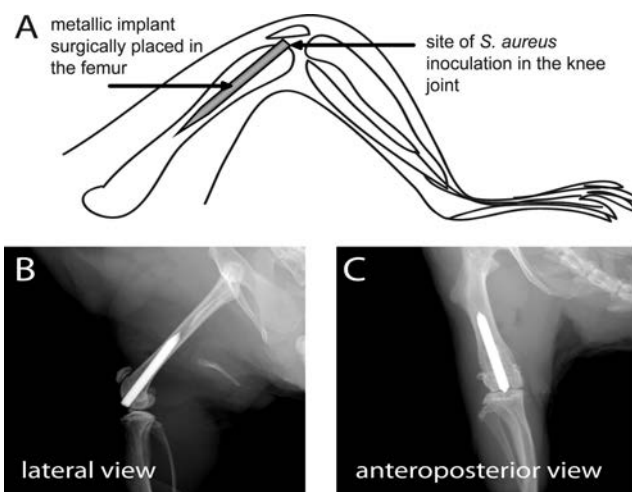 A
metallic implant
surgically placed in
the femur
site of S. aureus
inoculation in the knee
joint
B
lateral view
C
anteroposterior view